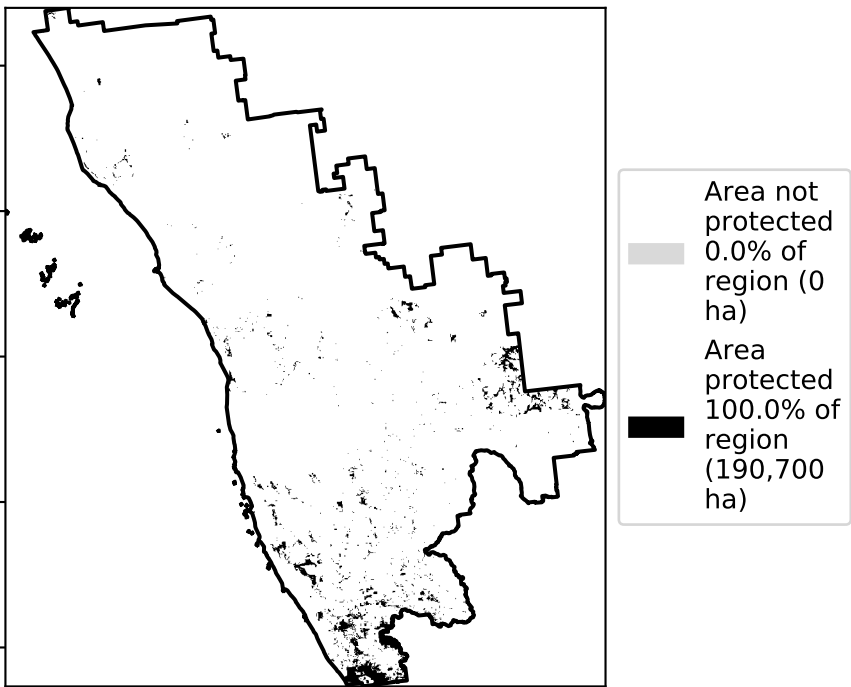 Area not
protected
0.0% of
region (0
ha)
Area
protected
100.0% of
region
(190,700
ha)